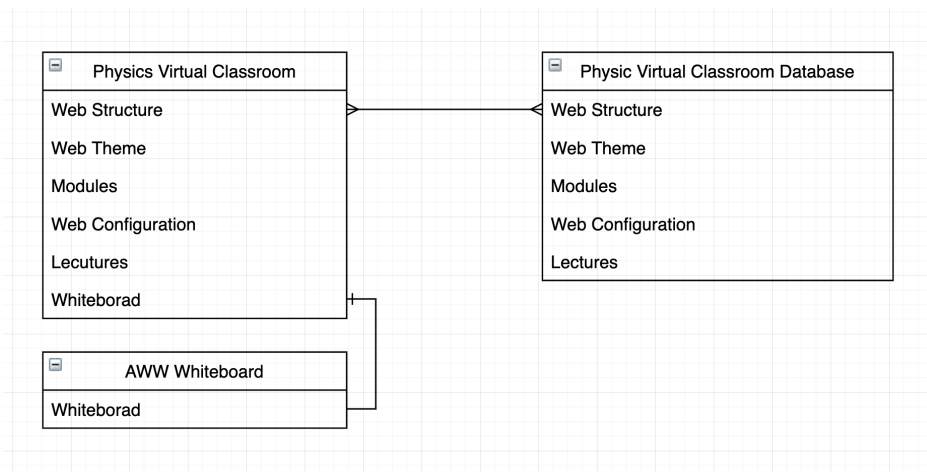 Physics Virtual Classroom
Web Structure
Web Theme
Modules
Web Configuration
Lecutures
Whiteborad
Physic Virtual Classroom Database
Web Structure
Web Theme
Modules
Web Configuration
Lectures
AWW Whiteboard
Whiteborad